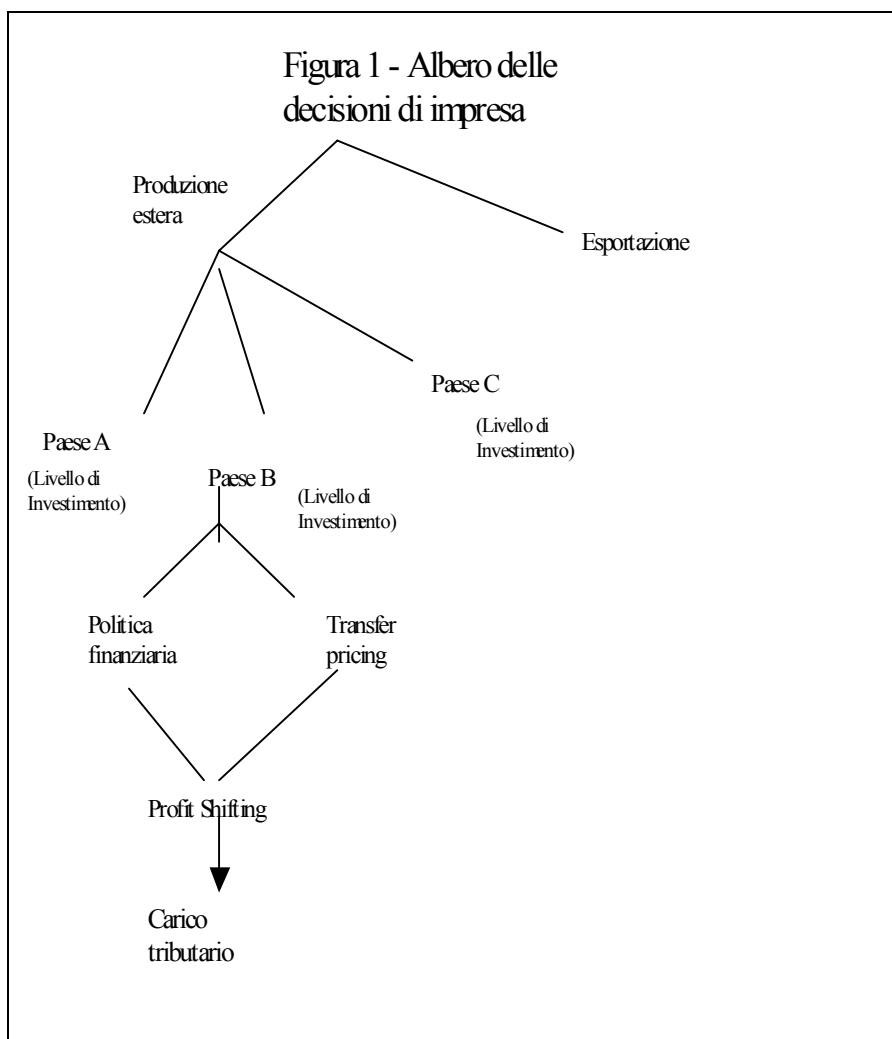 Figura 1 - Albero delle
decisioni di impresa
Produzione
estera
Esportazione
Paese C
(Livello di
Investimento)
Paese A
(Livello di
Investimento)
Paese B
(Livello di
Investimento)
Politica
finanziaria
Transfer
pricing
Profit Shifting
Carico
tributario